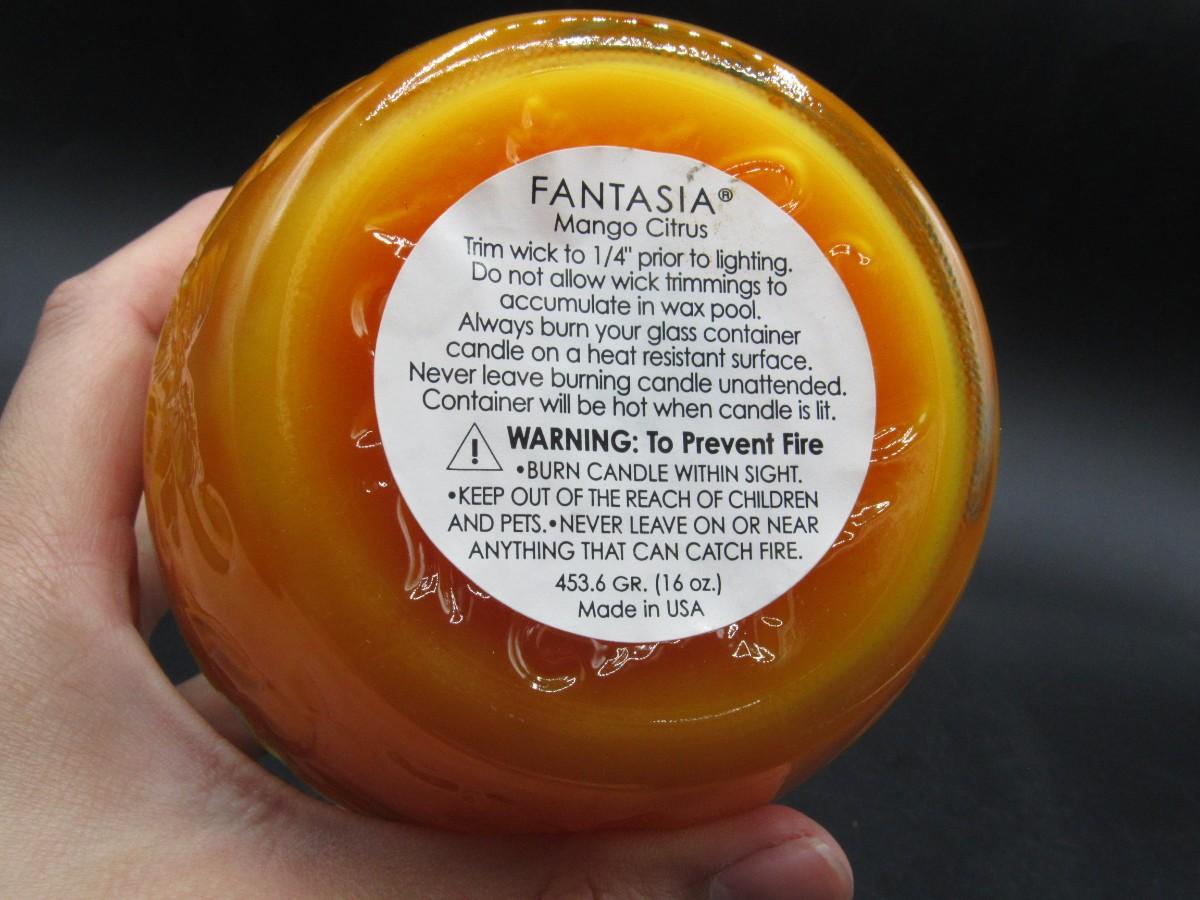 FANTASIA®
Mango Citrus
Trim wick to 1/4" prior to lighting.
Do not allow wick trimmings to
accumulate in wax pool.
Always burn your glass container
candle on a heat resistant surface.
Never leave burning candle unattended.
Container will be hot when candle is lit.
WARNING: To Prevent Fire
•BURN CANDLE WITHIN SIGHT.
•KEEP OUT OF THE REACH OF CHILDREN
AND PETS.•NEVER LEAVE ON OR NEAR
ANYTHING THAT CAN CATCH FIRE.
453.6 GR. (16 oz.)
Made in USA